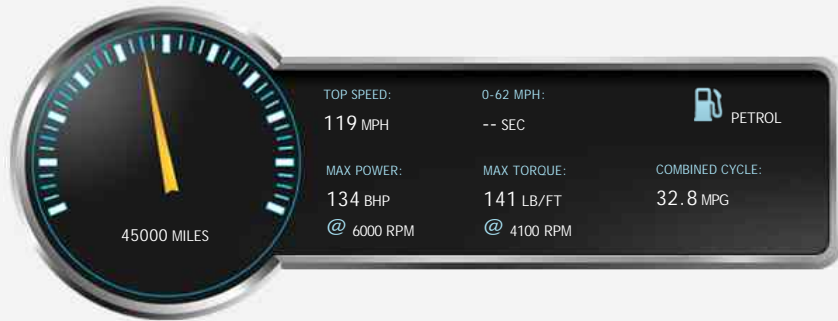 TOP SPEED:
119 MPH
0-62 MPH:
-- SEC
PETROL
MAX POWER:
134 BHP
@ 6000 RPM
MAX TORQUE:
141 LB/FT
@ 4100 RPM
COMBINED CYCLE:
32.8 MPG
45000 MILES